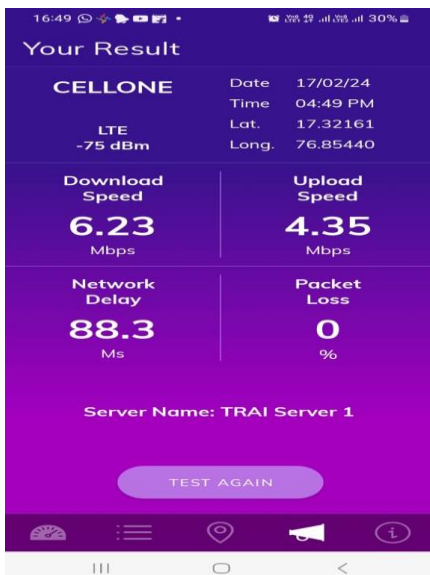 16:49
30%
Your Result
CELLONE
LTE
-75 dBm
Date 17/02/24
Time 04:49 PM
Lat. 17.32161
Long. 76.85440
Download
Speed
6.23
Mbps
Upload
Speed
4.35
Mbps
Network
Delay
88.3
Ms
Packet
Loss
0
%
Server Name: TRAI Server 1
TEST AGAIN